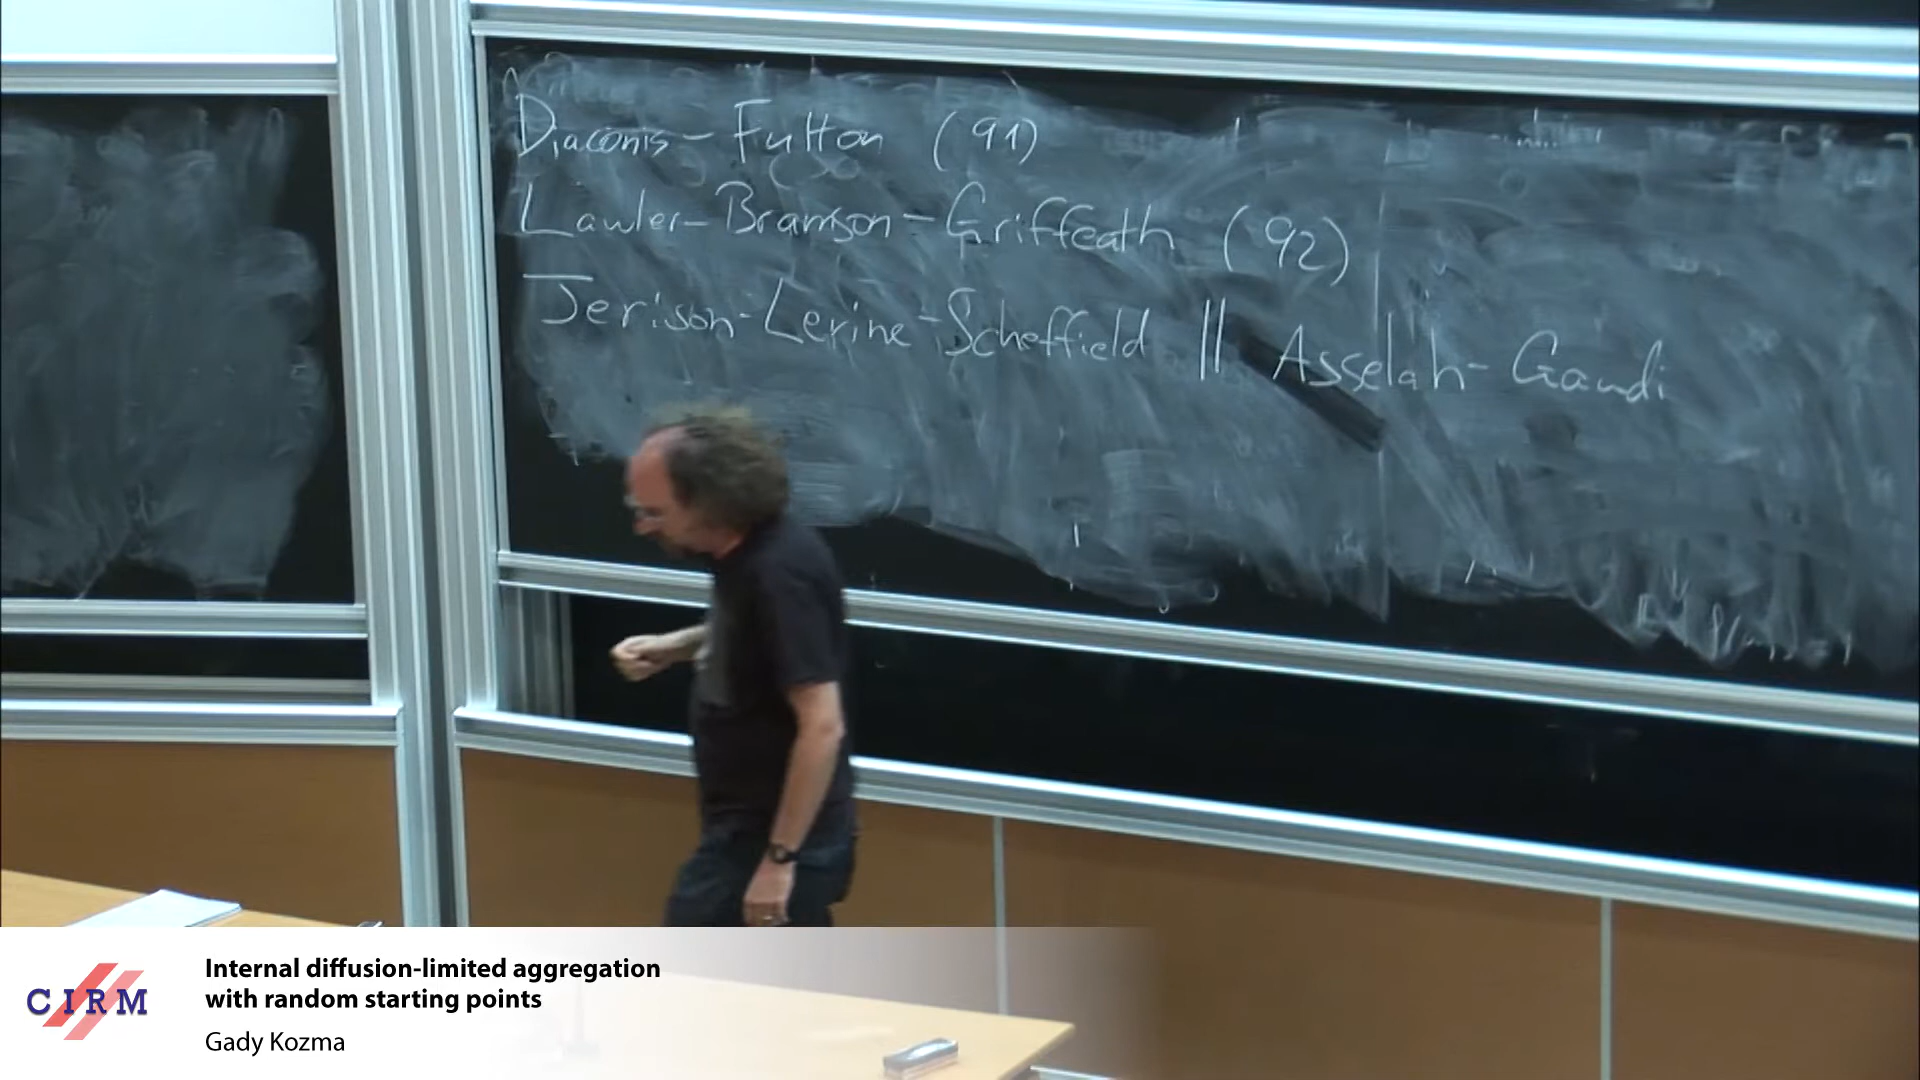 Diaconis - Fulton (91)
Lawler - Bramson - Griffeath (92)
Jerison - Levine - Scheffield || Asselah - Gaudi
CIRM
Internal diffusion-limited aggregation
with random starting points
Gady Kozma